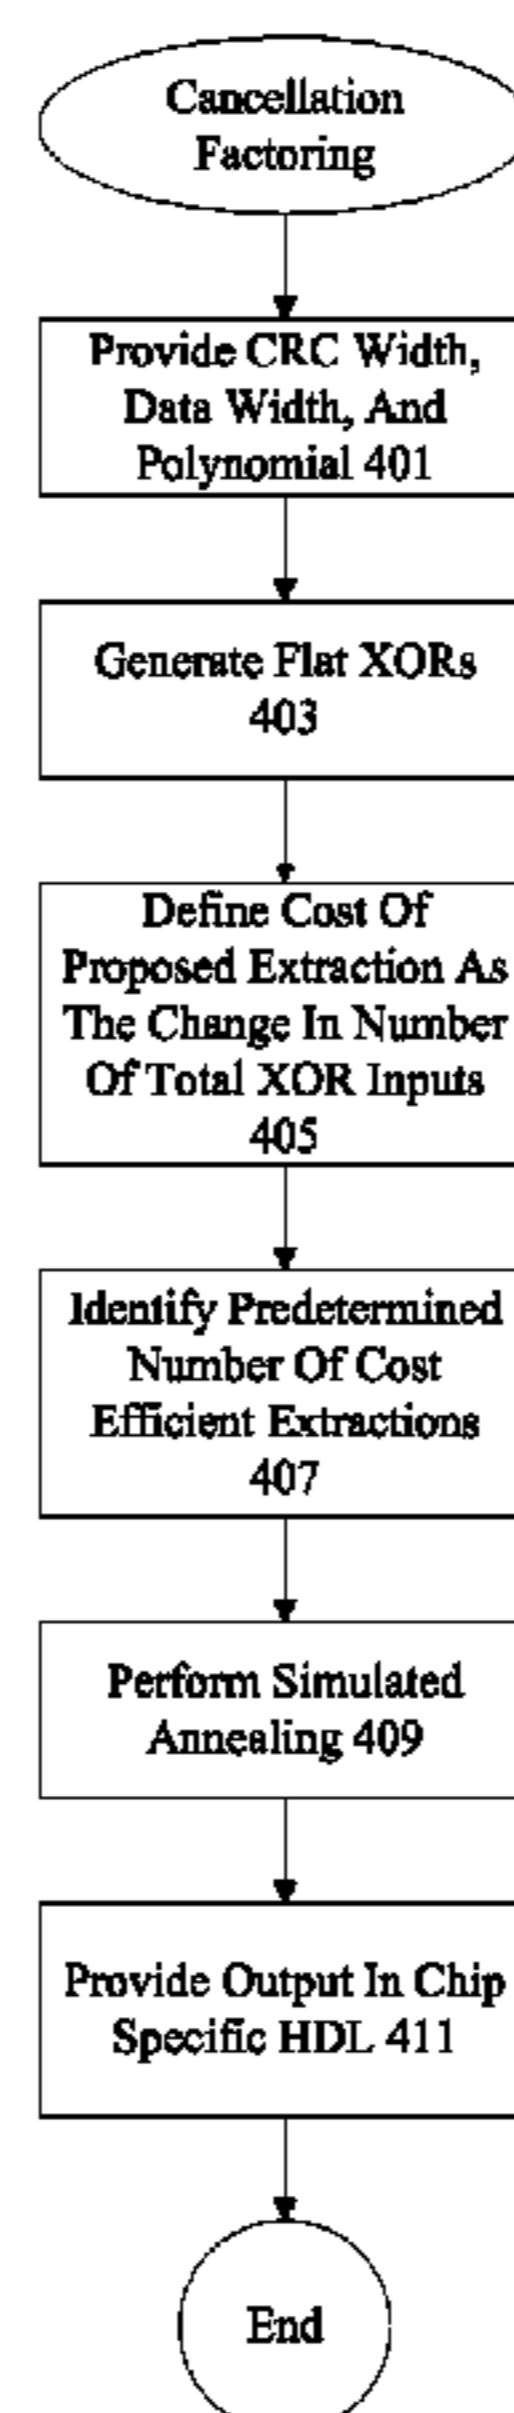 Cancellation
Factoring
Provide CRC Width,
Data Width, And
Polynomial 401
Generate Flat XORs
403
Define Cost Of
Proposed Extraction As
The Change In Number
Of Total XOR Inputs
405
Identify Predetermined
Number Of Cost
Efficient Extractions
407
Perform Simulated
Annealing 409
Provide Output In Chip
Specific HDL 411
End